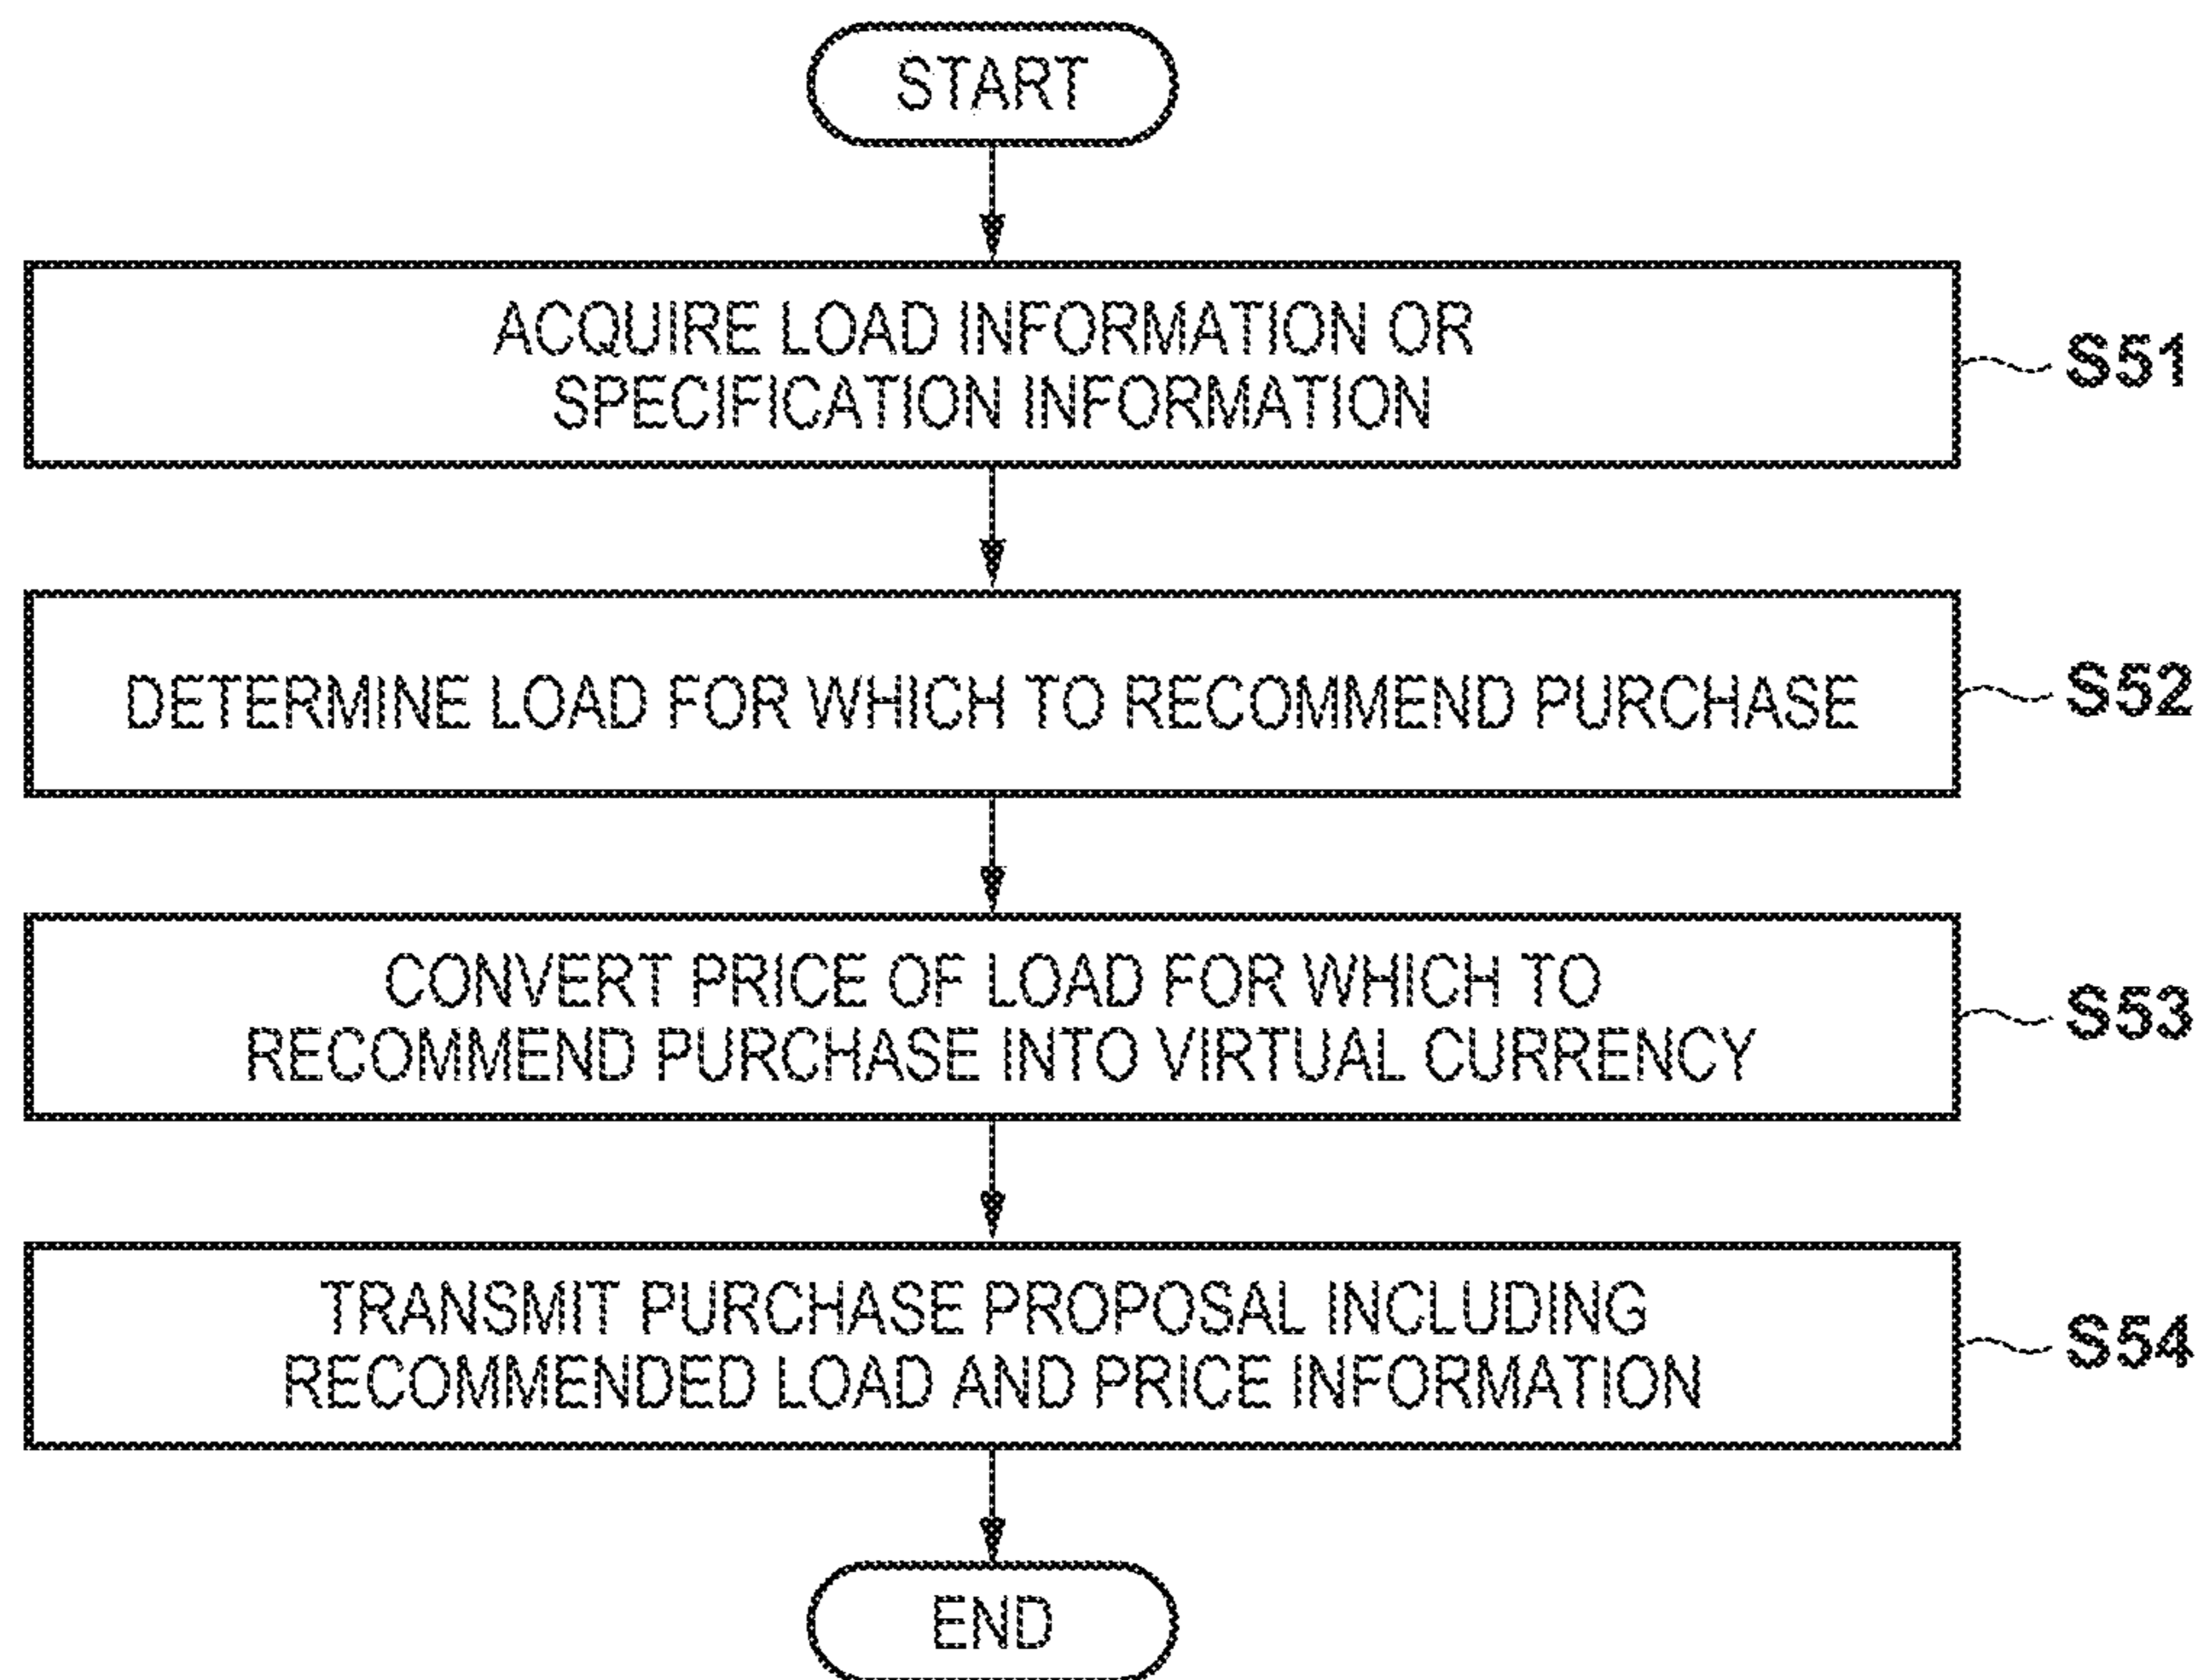 START
ACQUIRE LOAD INFORMATION OR
SPECIFICATION INFORMATION
S51
DETERMINE LOAD FOR WHICH TO RECOMMEND PURCHASE
S52
CONVERT PRICE OF LOAD FOR WHICH TO
RECOMMEND PURCHASE INTO VIRTUAL CURRENCY
S53
TRANSMIT PURCHASE PROPOSAL INCLUDING
RECOMMENDED LOAD AND PRICE INFORMATION
S54
END